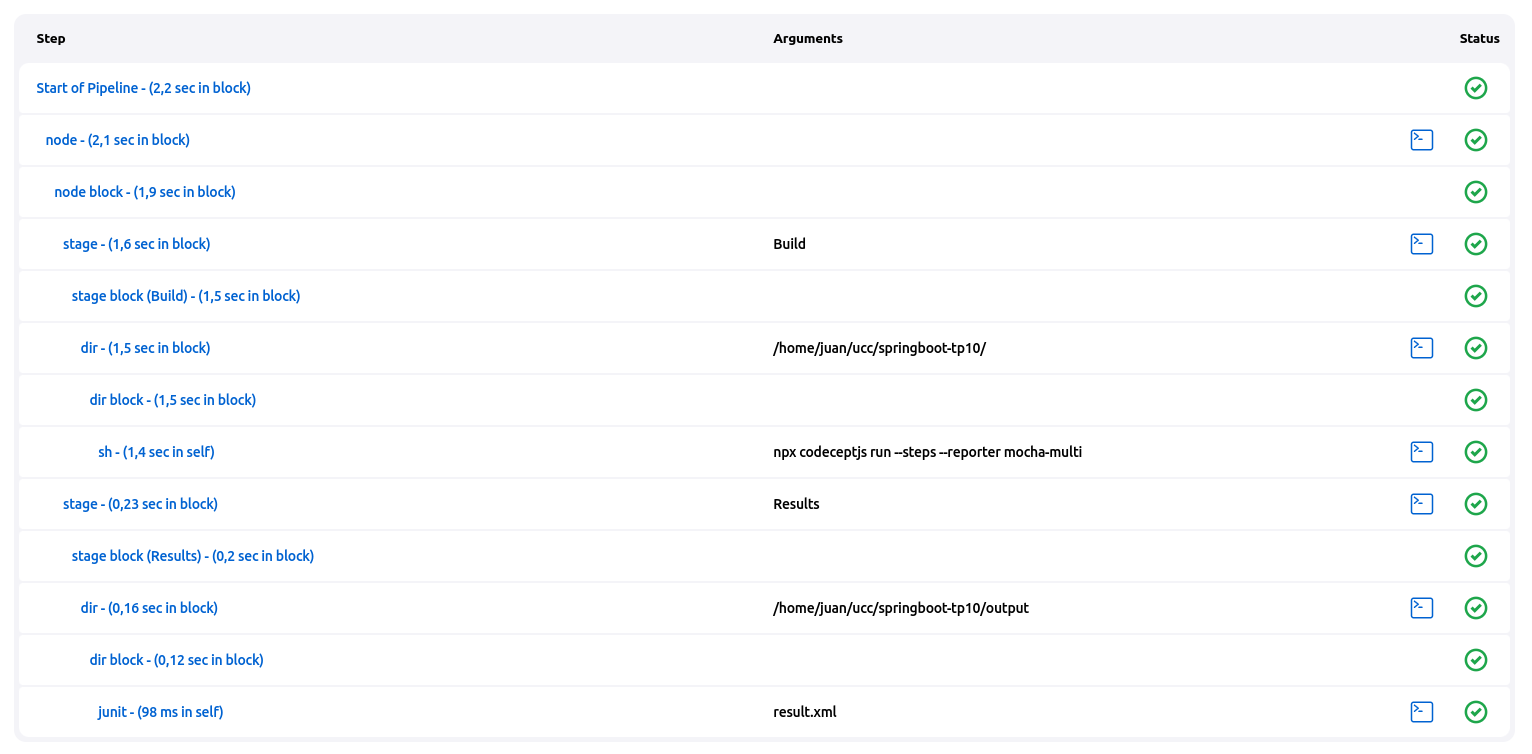 Step Arguments Status
Start of Pipeline - (2,2 sec in block)
node - (2,1 sec in block)
node block - (1,9 sec in block)
stage - (1,6 sec in block) Build
stage block (Build) - (1,5 sec in block)
dir - (1,5 sec in block) /home/juan/ucc/springboot-tp10/
dir block - (1,5 sec in block)
sh - (1,4 sec in self) npx codeceptjs run --steps --reporter mocha-multi
stage - (0,23 sec in block) Results
stage block (Results) - (0,2 sec in block)
dir - (0,16 sec in block) /home/juan/ucc/springboot-tp10/output
dir block - (0,12 sec in block)
junit - (98 ms in self) result.xml